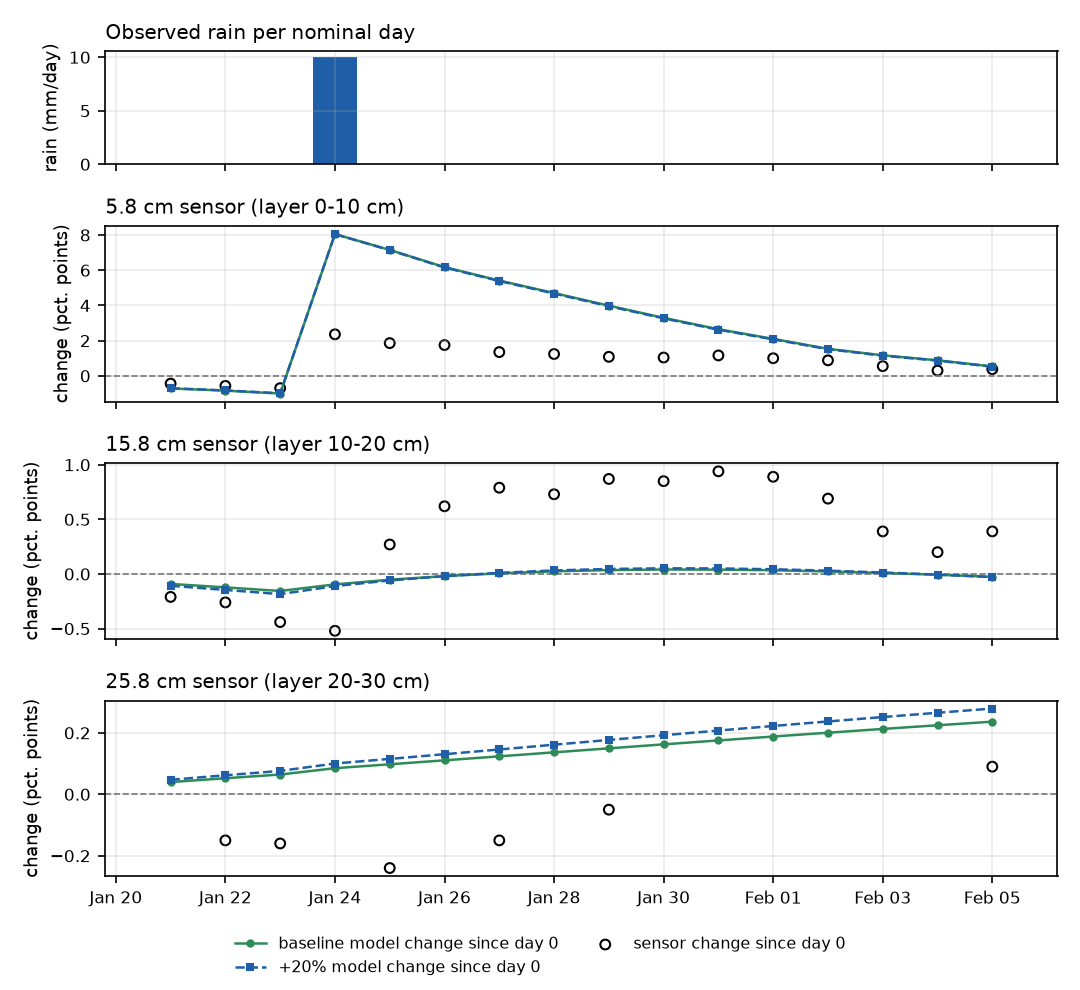 Observed rain per nominal day
rain (mm/day)
10
5
0
5.8 cm sensor (layer 0-10 cm)
change (pct. points)
8
6
4
2
0
15.8 cm sensor (layer 10-20 cm)
change (pct. points)
1.0
0.5
0.0
−0.5
25.8 cm sensor (layer 20-30 cm)
change (pct. points)
0.2
0.0
−0.2
Jan 20 Jan 22 Jan 24 Jan 26 Jan 28 Jan 30 Feb 01 Feb 03 Feb 05
baseline model change since day 0
+20% model change since day 0
sensor change since day 0